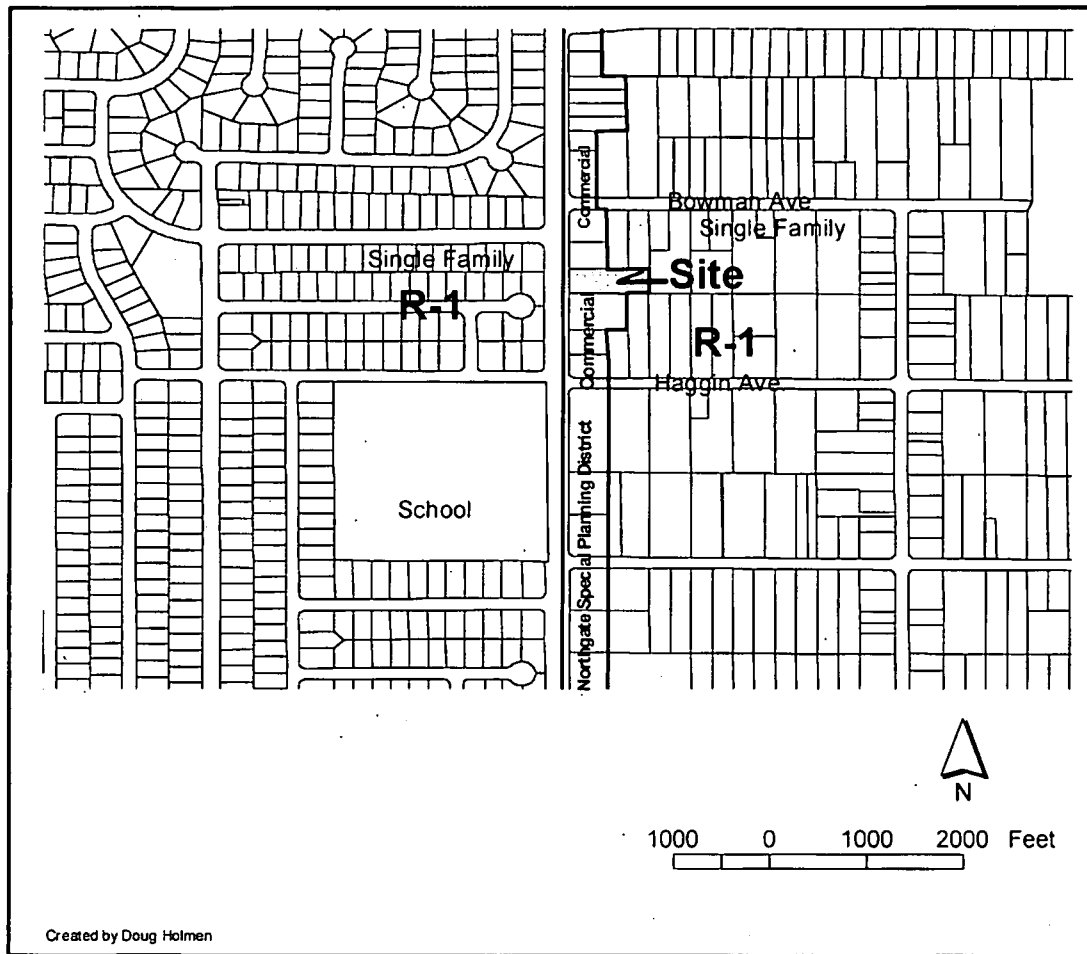 Commercial
Bowman Ave
Single Family
Single Family
R-1
Site
Commercial
R-1
Haggin Ave.
School
Northgate Special Planning District
N
1000 0 1000 2000 Feet
Created by Doug Holmen